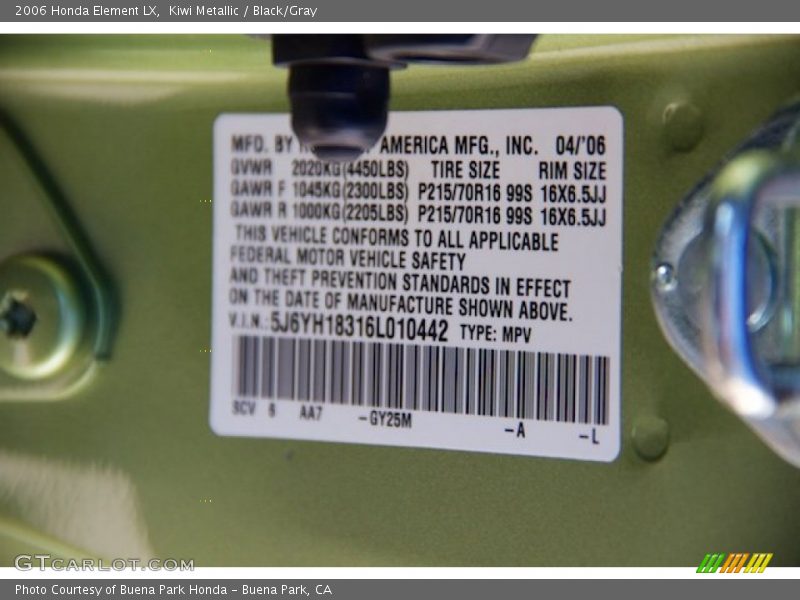 2006 Honda Element LX,  Kiwi Metallic / Black/Gray
MFD. BY AMERICA MFG., INC. 04/'06
GVWR 2020KG(4450LBS) TIRE SIZE RIM SIZE
GAWR F 1045KG(2300LBS) P215/70R16 99S 16X6.5JJ
GAWR R 1000KG(2205LBS) P215/70R16 99S 16X6.5JJ
THIS VEHICLE CONFORMS TO ALL APPLICABLE
FEDERAL MOTOR VEHICLE SAFETY
AND THEFT PREVENTION STANDARDS IN EFFECT
ON THE DATE OF MANUFACTURE SHOWN ABOVE.
V.I.N.:5J6YH18316L010442 TYPE: MPV
SCV 6 AA7 -GY25M -A -L
GTCARLOT.COM
Photo Courtesy of Buena Park Honda - Buena Park, CA